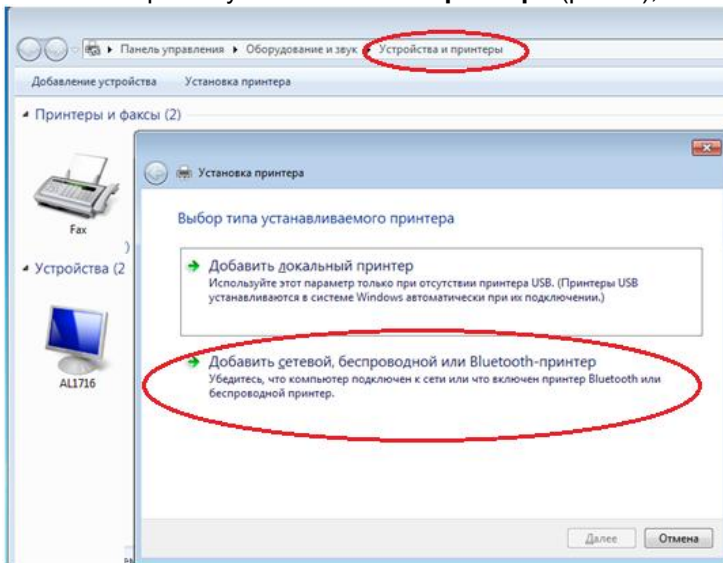 Панель управления ▸ Оборудование и звук ▸ Устройства и принтеры
Добавление устройства Установка принтера
Принтеры и факсы (2)
Установка принтера
Fax
Выбор типа устанавливаемого принтера
Добавить локальный принтер
Используйте этот параметр только при отсутствии принтера USB. (Принтеры USB
устанавливаются в системе Windows автоматически при их подключении.)
Устройства (2
AL1716
Добавить сетевой, беспроводной или Bluetooth-принтер
Убедитесь, что компьютер подключен к сети или что включен принтер Bluetooth или
беспроводной принтер.
Далее Отмена